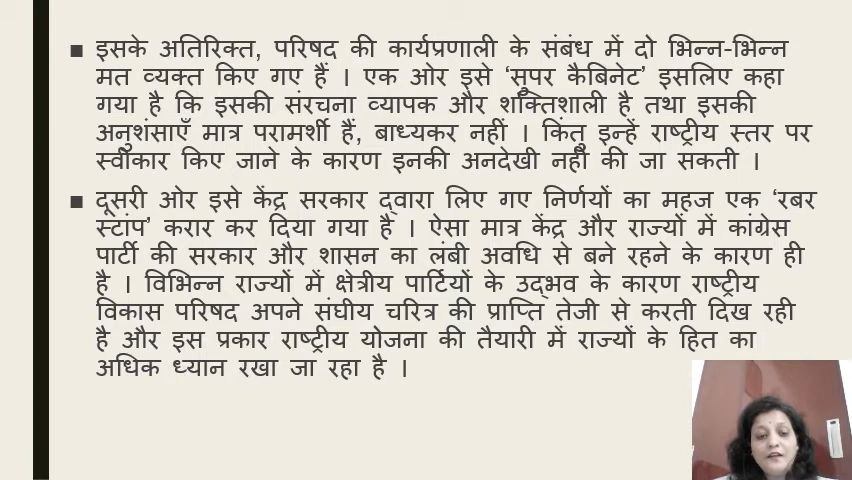 ▪ इसके अतिरिक्त, परिषद की कार्यप्रणाली के संबंध में दो भिन्न-भिन्न
मत व्यक्त किए गए हैं । एक ओर इसे ‘सुपर कैबिनेट’ इसलिए कहा
गया है कि इसकी संरचना व्यापक और शक्तिशाली है तथा इसकी
अनुशंसाएँ मात्र परामर्शी हैं, बाध्यकर नहीं । किंतु इन्हें राष्ट्रीय स्तर पर
स्वीकार किए जाने के कारण इनकी अनदेखी नहीं की जा सकती ।
▪ दूसरी ओर इसे केंद्र सरकार द्वारा लिए गए निर्णयों का महज एक ‘रबर
स्टांप’ करार कर दिया गया है । ऐसा मात्र केंद्र और राज्यों में कांग्रेस
पार्टी की सरकार और शासन का लंबी अवधि से बने रहने के कारण ही
है । विभिन्न राज्यों में क्षेत्रीय पार्टियों के उद्भव के कारण राष्ट्रीय
विकास परिषद अपने संघीय चरित्र की प्राप्ति तेजी से करती दिख रही
है और इस प्रकार राष्ट्रीय योजना की तैयारी में राज्यों के हित का
अधिक ध्यान रखा जा रहा है ।